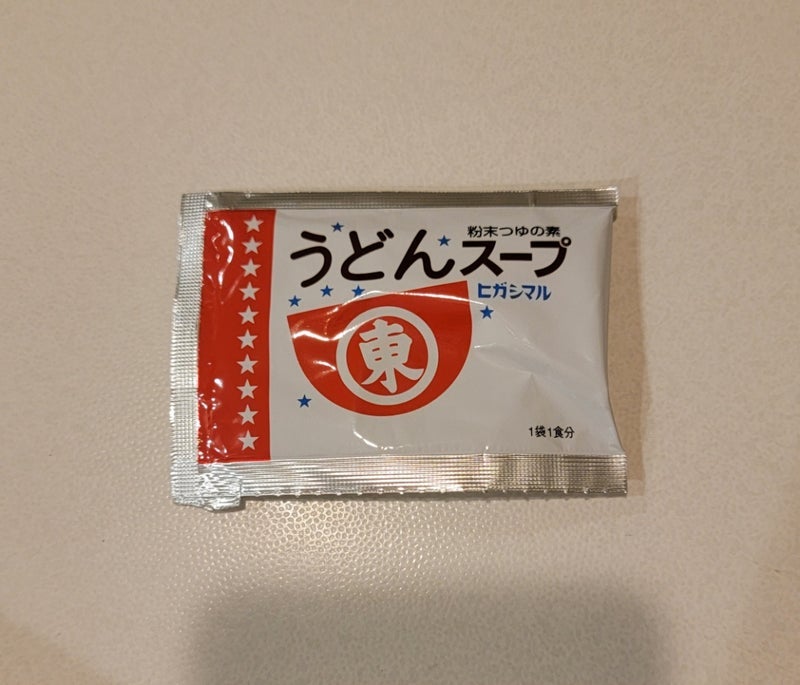 粉末つゆの素
うどんスープ
ヒガシマル
東
1袋1食分